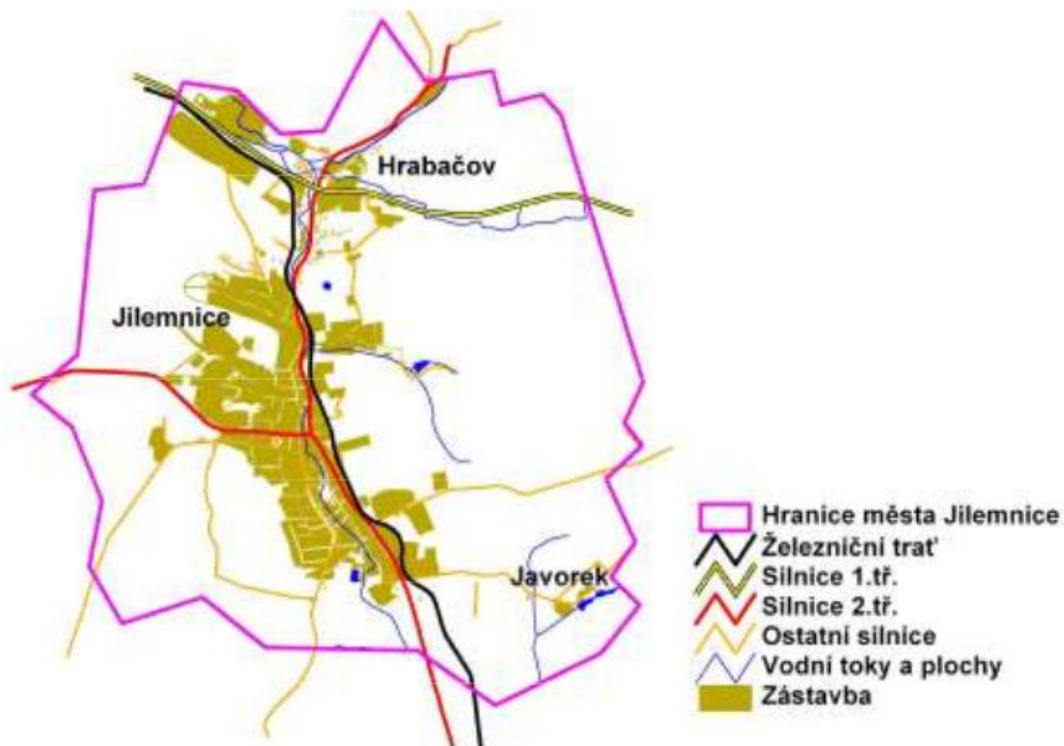 Hrabačov
Jilemnice
Javorek
Hranice města Jilemnice
Železniční trať
Silnice 1.tř.
Silnice 2.tř.
Ostatní silnice
Vodní toky a plochy
Zástavba